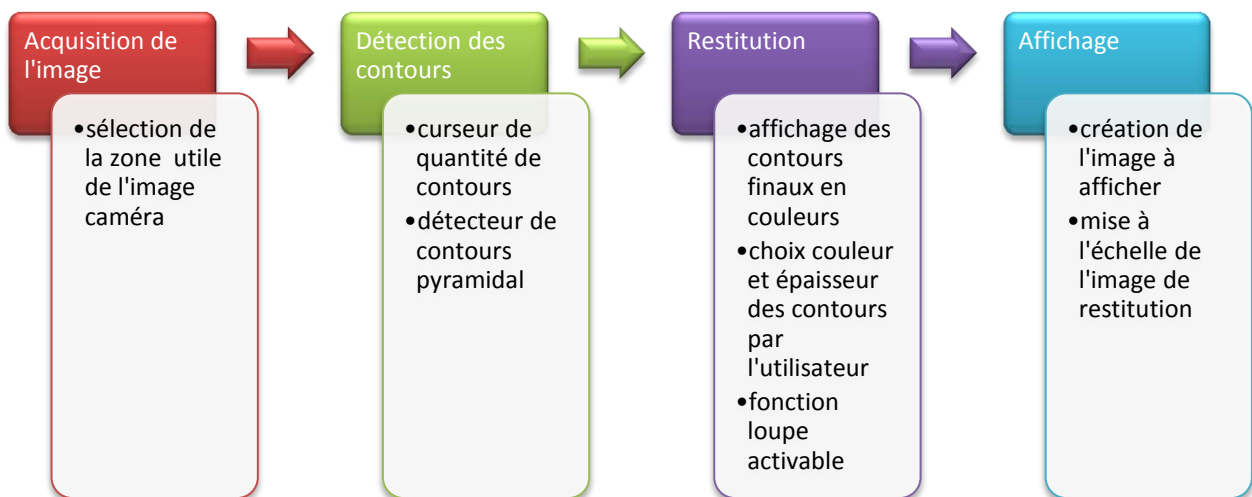 Acquisition de
l'image
•sélection de
la zone utile
de l'image
caméra
Détection des
contours
•curseur de
quantité de
contours
•détecteur de
contours
pyramidal
Restitution
•affichage des
contours
finaux en
couleurs
•choix couleur
et épaisseur
des contours
par
l'utilisateur
•fonction
loupe
activable
Affichage
•création de
l'image à
afficher
•mise à
l'échelle de
l'image de
restitution